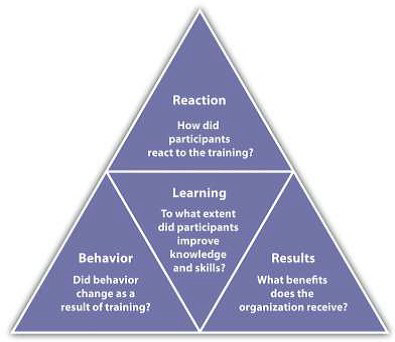 Reaction
How did
participants
react to the training?
Learning
To what extent
did participants
improve
knowledge
and skills?
Behavior
Did behavior
change as a
result of training?
Results
What benefits
does the
organization receive?